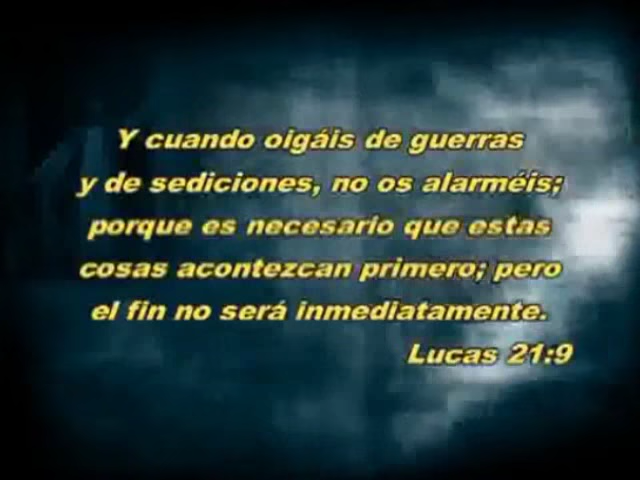 Y cuando oigáis de guerras
y de sediciones, no os alarméis;
porque es necesario que estas
cosas acontezcan primero; pero
el fin no será inmediatamente.
Lucas 21:9